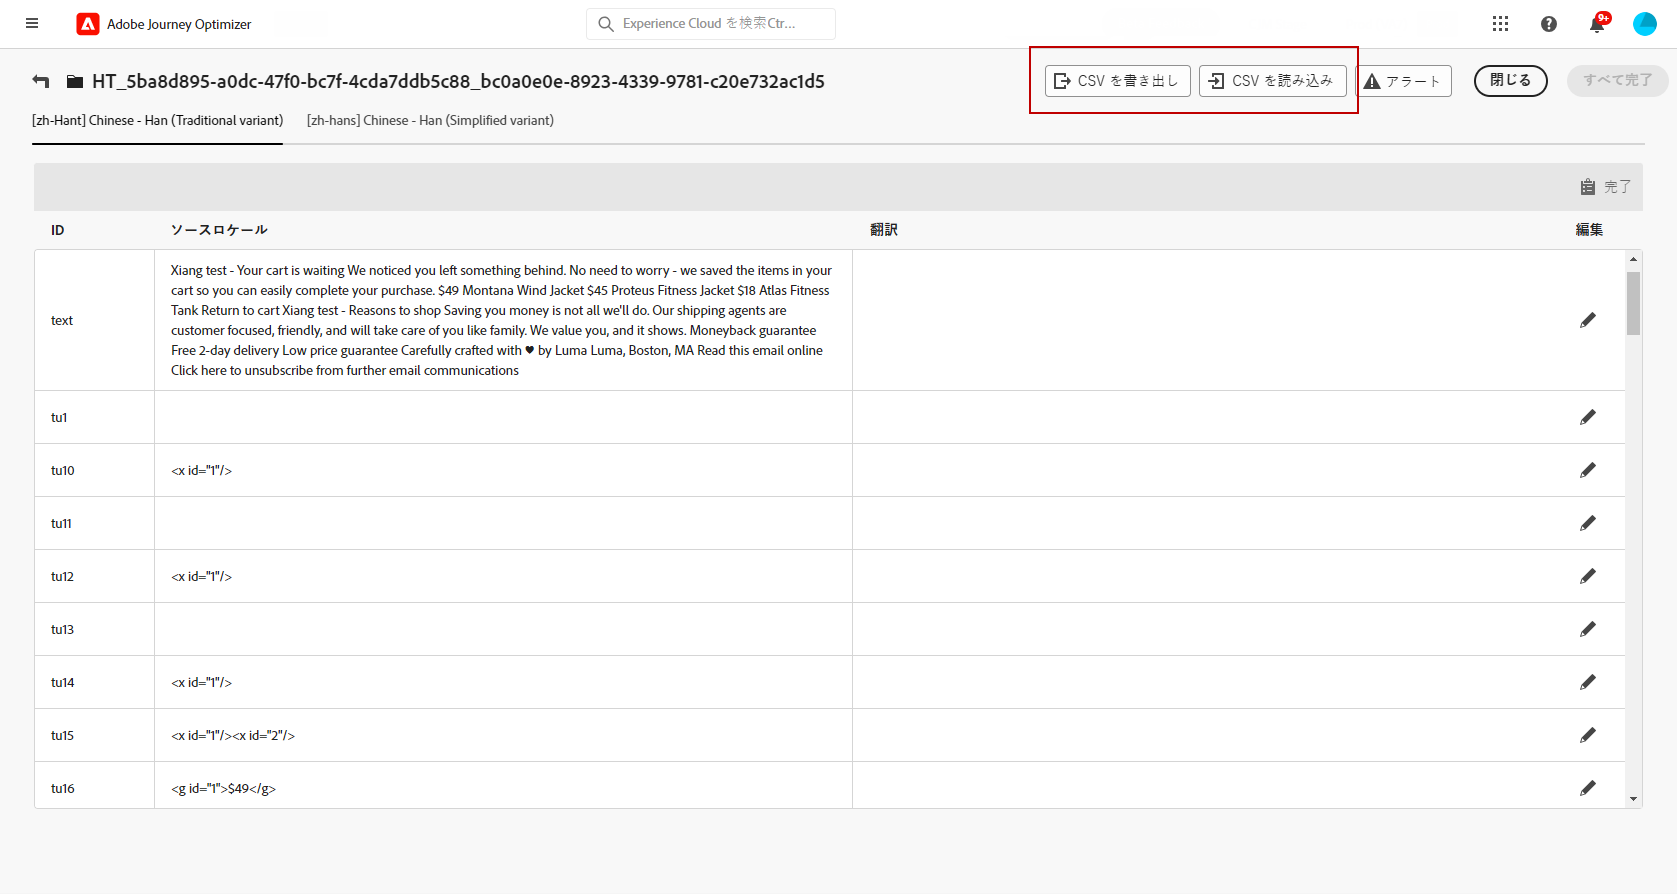 Adobe Journey Optimizer
Experience Cloud を検索Ctr...
9+
HT_5ba8d895-a0dc-47f0-bc7f-4cda7ddb5c88_bc0a0e0e-8923-4339-9781-c20e732ac1d5
CSV を書き出し
CSV を読み込み
アラート
閉じる
すべて完了
[zh-Hant] Chinese - Han (Traditional variant)
[zh-hans] Chinese - Han (Simplified variant)
完了
ID
ソースロケール
翻訳
編集
text
Xiang test - Your cart is waiting We noticed you left something behind. No need to worry - we saved the items in your
cart so you can easily complete your purchase. $49 Montana Wind Jacket $45 Proteus Fitness Jacket $18 Atlas Fitness
Tank Return to cart Xiang test - Reasons to shop Saving you money is not all we'll do. Our shipping agents are
customer focused, friendly, and will take care of you like family. We value you, and it shows. Moneyback guarantee
Free 2-day delivery Low price guarantee Carefully crafted with ♥ by Luma Luma, Boston, MA Read this email online
Click here to unsubscribe from further email communications
tu1
tu10
<x id="1"/>
tu11
tu12
<x id="1"/>
tu13
tu14
<x id="1"/>
tu15
<x id="1"/><x id="2"/>
tu16
<g id="1">$49</g>